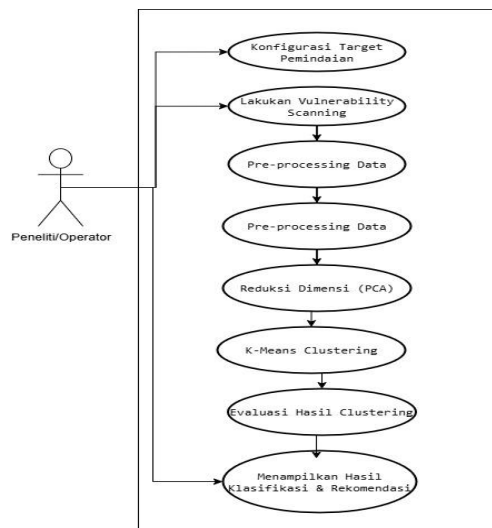 Konfigurasi Target
Pemindaian
Lakukan Vulnerability
Scanning
Pre-processing Data
Peneliti/Operator
Pre-processing Data
Reduksi Dimensi (PCA)
K-Means Clustering
Evaluasi Hasil Clustering
Menampilkan Hasil
Klasifikasi & Rekomendasi